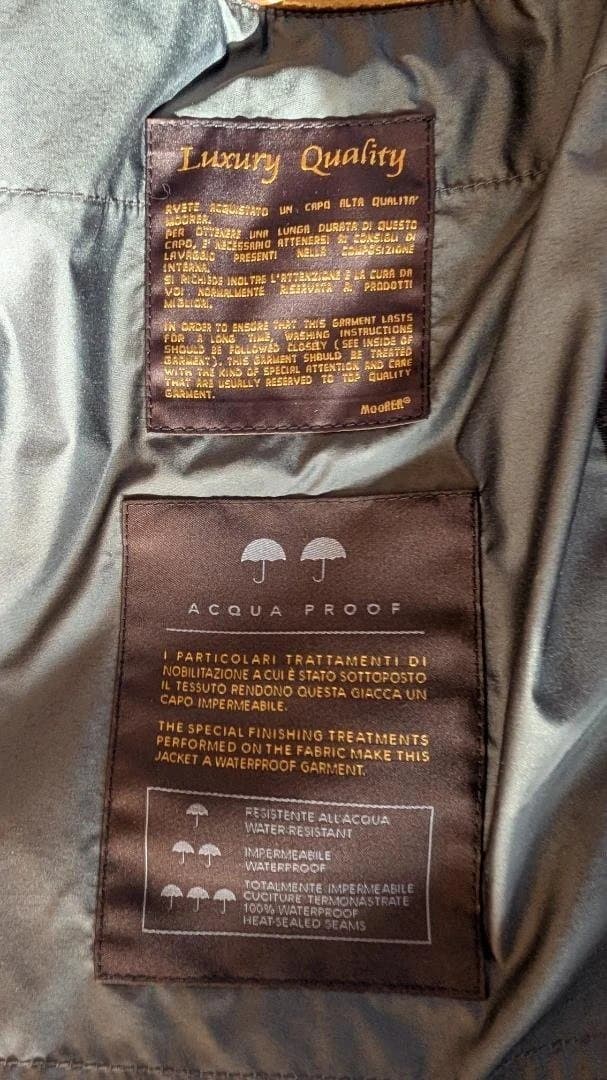 Luxury Quality
AVETE ACQUISTATO UN CAPO ALTA QUALITA'
MOORER.
PER OTTENERE UNA LUNGA DURATA DI QUESTO
CAPO, E' NECESSARIO ATTENERSI AI CONSIGLI DI
LAVAGGIO PRESENTI NELLA COMPOSIZIONE
INTERNA.
SI RICHIEDE INOLTRE L'ATTENZIONE E LA CURA DA
VOI NORMALMENTE RISERVATA AI PRODOTTI
MIGLIORI.
IN ORDER TO ENSURE THAT THIS GARMENT LASTS
FOR A LONG TIME, WASHING INSTRUCTIONS
SHOULD BE FOLLOWED CLOSELY (SEE INSIDE OF
GARMENT). THIS GARMENT SHOULD BE TREATED
WITH THE KIND OF SPECIAL ATTENTION AND CARE
THAT ARE USUALLY RESERVED TO TOP QUALITY
GARMENT.
MOORER®
ACQUA PROOF
I PARTICOLARI TRATTAMENTI DI
NOBILITAZIONE A CUI È STATO SOTTOPOSTO
IL TESSUTO RENDONO QUESTA GIACCA UN
CAPO IMPERMEABILE.
THE SPECIAL FINISHING TREATMENTS
PERFORMED ON THE FABRIC MAKE THIS
JACKET A WATERPROOF GARMENT.
RESISTENTE ALL'ACQUA
WATER-RESISTANT
IMPERMEABILE
WATERPROOF
TOTALMENTE IMPERMEABILE
CUCITURE TERMONASTRATE
100% WATERPROOF
HEAT-SEALED SEAMS